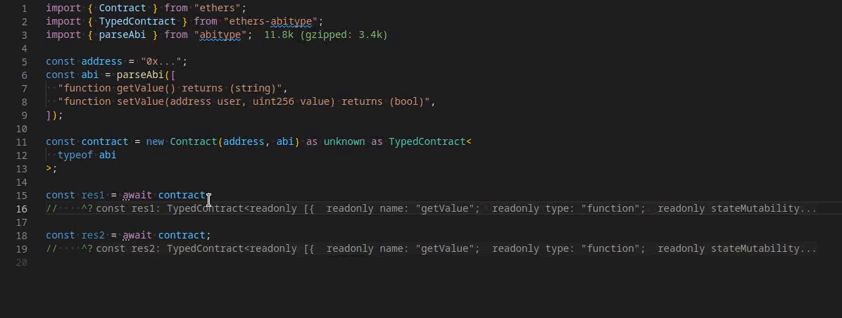 1 import { Contract } from "ethers";
2 import { TypedContract } from "ethers-abitype";
3 import { parseAbi } from "abitype"; 11.8k (gzipped: 3.4k)
4
5 const address = "0x...";
6 const abi = parseAbi([
7 "function getValue() returns (string)",
8 "function setValue(address user, uint256 value) returns (bool)",
9 ]);
10
11 const contract = new Contract(address, abi) as unknown as TypedContract<
12 typeof abi
13 >;
14
15 const res1 = await contract;
16 // ^? const res1: TypedContract<readonly [{ readonly name: "getValue"; readonly type: "function"; readonly stateMutability...
17
18 const res2 = await contract;
19 // ^? const res2: TypedContract<readonly [{ readonly name: "getValue"; readonly type: "function"; readonly stateMutability...
20